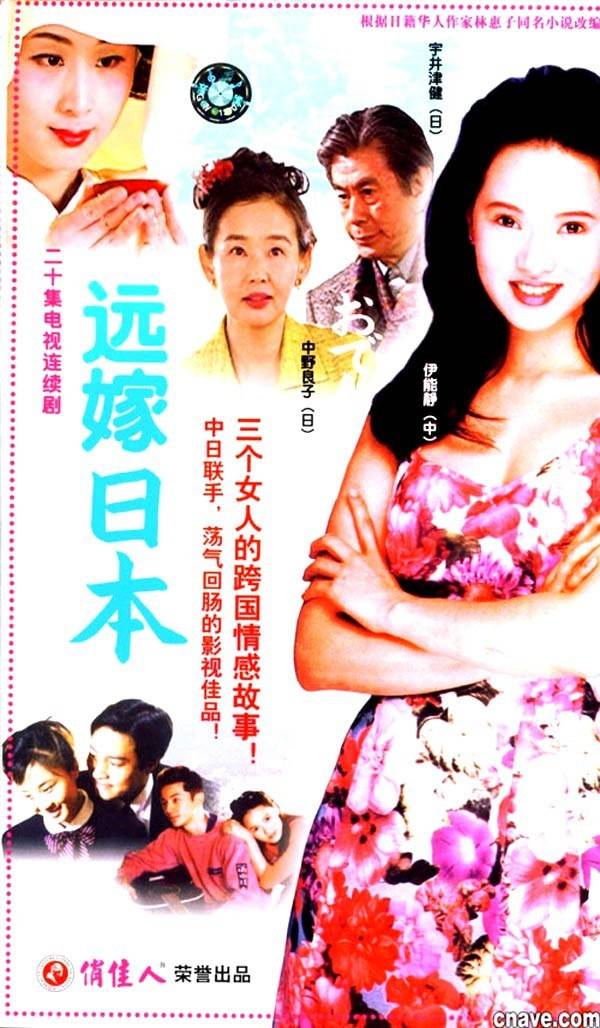 根据日籍华人作家林惠子同名小说改编
宇井津健(日)
二十集电视连续剧
远嫁日本
おで
中野良子(日)
伊能靜(中)
三个女人的跨国情感故事！
中日联手，荡气回肠的影视佳品！
俏佳人 荣誉出品
cnave.com